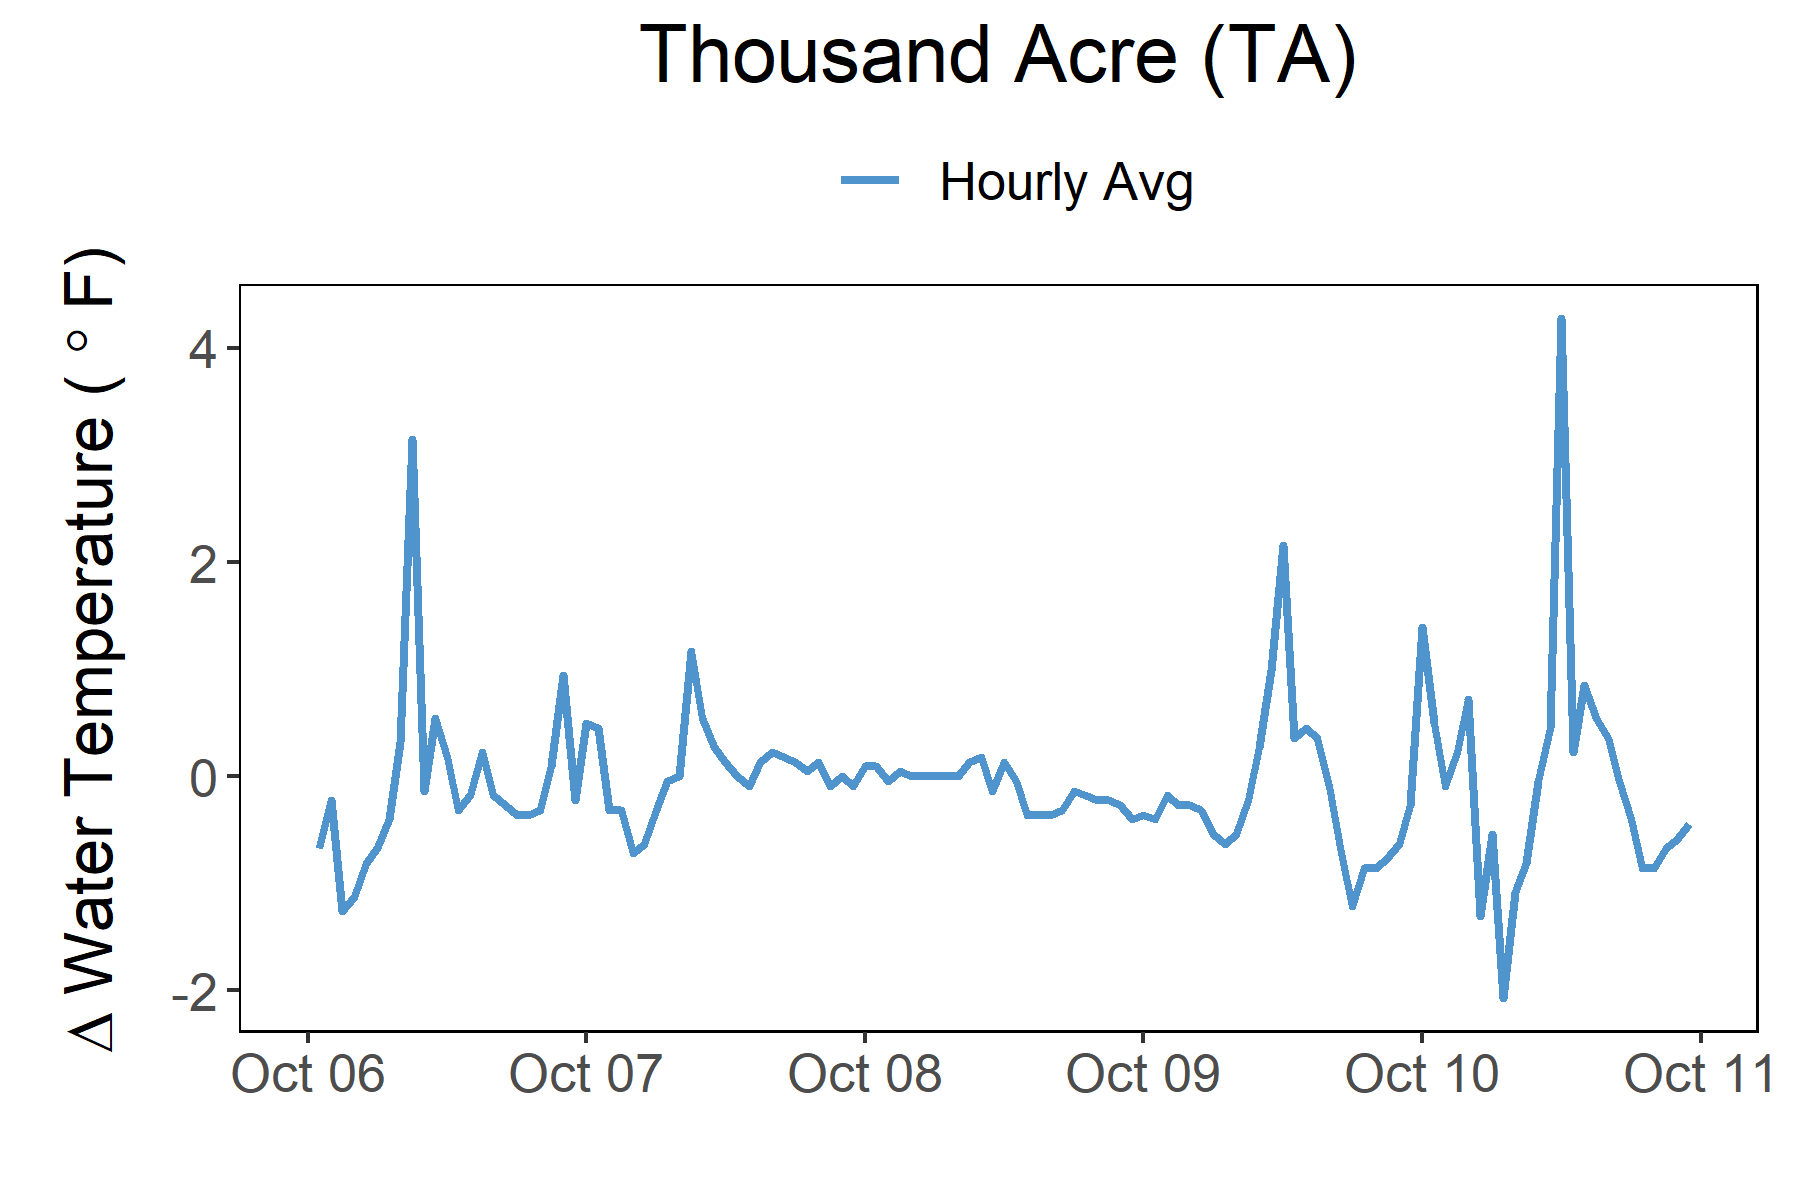 Thousand Acre (TA)
Hourly Avg
Δ Water Temperature ( ° F)
4
2
0
-2
Oct 06 Oct 07 Oct 08 Oct 09 Oct 10 Oct 11